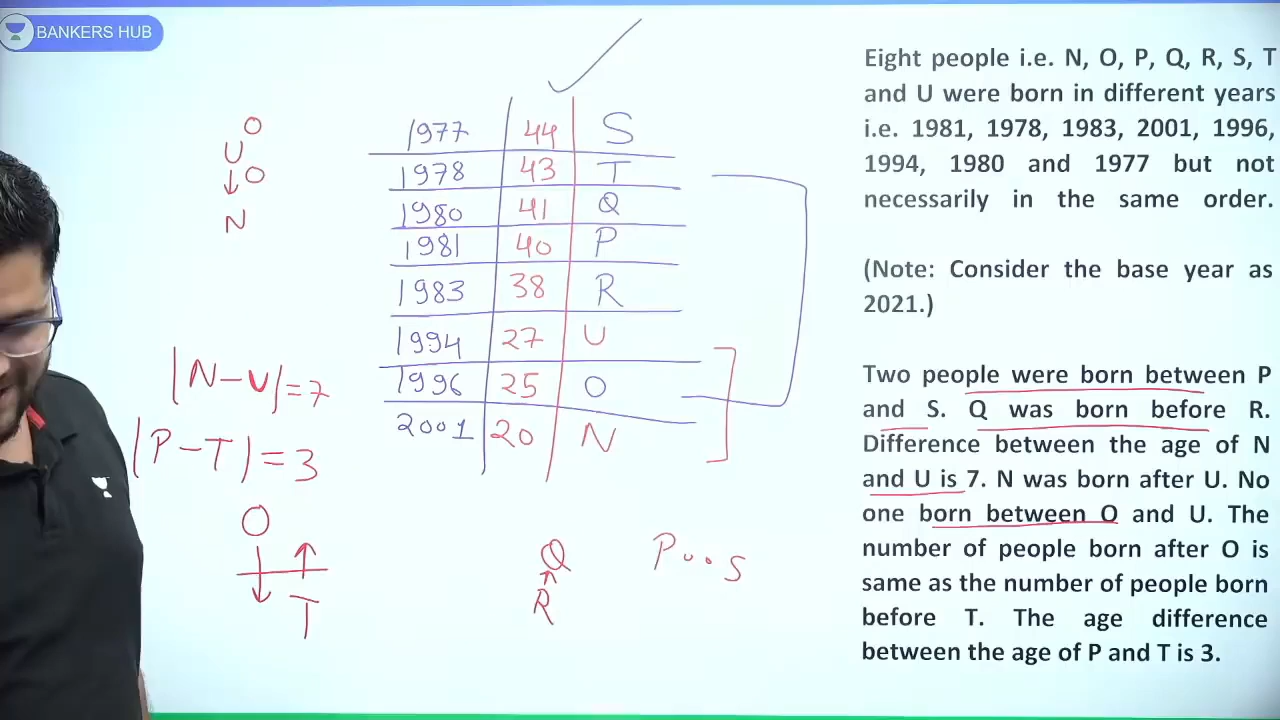 BANKERS HUB
Eight people i.e. N, O, P, Q, R, S, T
and U were born in different years
i.e. 1981, 1978, 1983, 2001, 1996,
1994, 1980 and 1977 but not
necessarily in the same order.
(Note: Consider the base year as
2021.)
Two people were born between P
and S. Q was born before R.
Difference between the age of N
and U is 7. N was born after U. No
one born between O and U. The
number of people born after O is
same as the number of people born
before T. The age difference
between the age of P and T is 3.
1977 44 S
1978 43 T
1980 41 Q
1981 40 P
1983 38 R
1994 27 U
1996 25 O
2001 20 N
O
U
O
N
|N-U|=7
|P-T|=3
O
T
Q
R
P..S